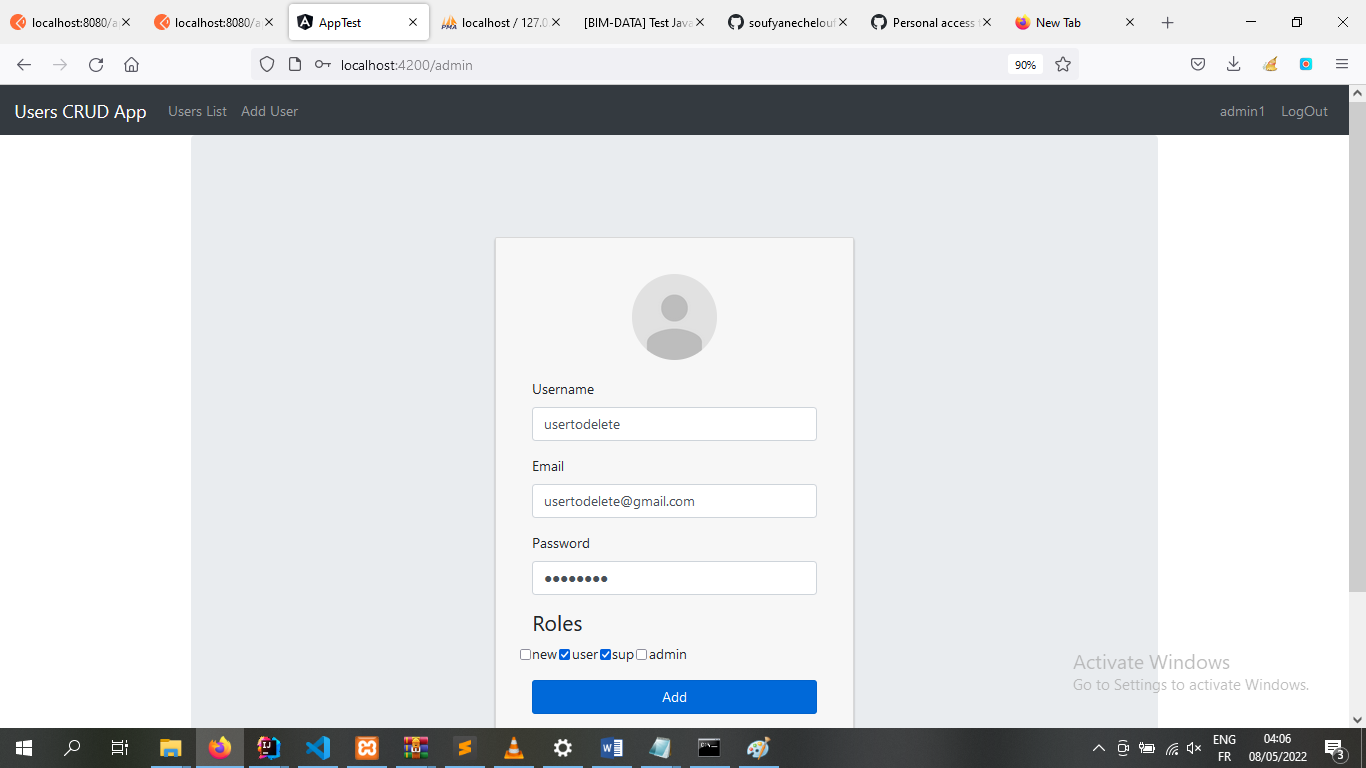 localhost:8080/a
localhost:8080/a
AppTest
localhost / 127.0
[BIM-DATA] Test Java
soufyanechelouf
Personal access
New Tab
localhost:4200/admin
90%
Users CRUD App
Users List
Add User
admin1
LogOut
Username
usertodelete
Email
usertodelete@gmail.com
Password
Roles
new user sup admin
Add
Activate Windows
Go to Settings to activate Windows.
ENG
FR
04:06
08/05/2022
3